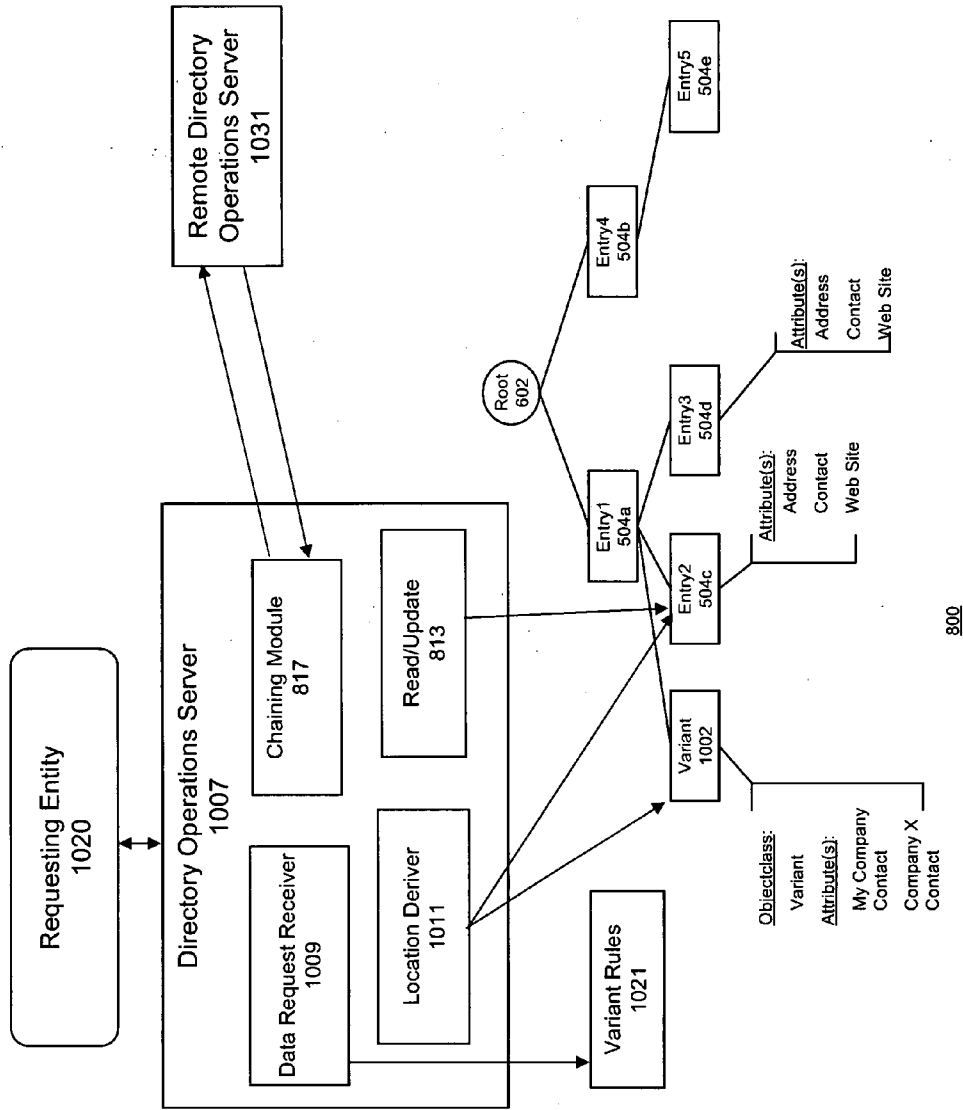 Requesting Entity
1020
Directory Operations Server
1007
Data Request Receiver
1009
Chaining Module
817
Location Deriver
1011
Read/Update
813
Remote Directory
Operations Server
1031
Variant Rules
1021
Root
602
Entry1
504a
Entry4
504b
Variant
1002
Entry2
504c
Entry3
504d
Entry5
504e
Objectclass:
Variant
Attribute(s):
My Company
Contact
Company X
Contact
Attribute(s):
Address
Contact
Web Site
Attribute(s):
Address
Contact
Web Site
800